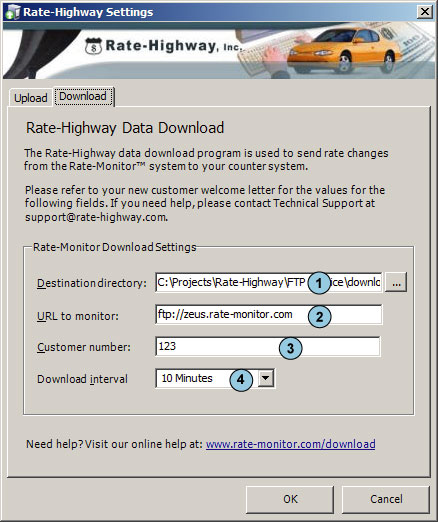 Rate-Highway Settings
8 Rate-Highway, Inc.
Upload Download
Rate-Highway Data Download
The Rate-Highway data download program is used to send rate changes
from the Rate-Monitor™ system to your counter system.
Please refer to your new customer welcome letter for the values for the
following fields. If you need help, please contact Technical Support at
support@rate-highway.com.
Rate-Monitor Download Settings
Destination directory: C:\Projects\Rate-Highway\FTP 1 ice\downlo ...
URL to monitor: ftp://zeus.rate-monitor.com 2
Customer number: 123 3
Download interval 10 Minutes 4
Need help? Visit our online help at: www.rate-monitor.com/download
OK Cancel